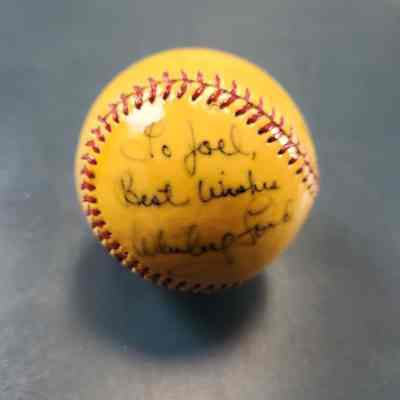 To Joel,
Best Wishes
Whitey Ford